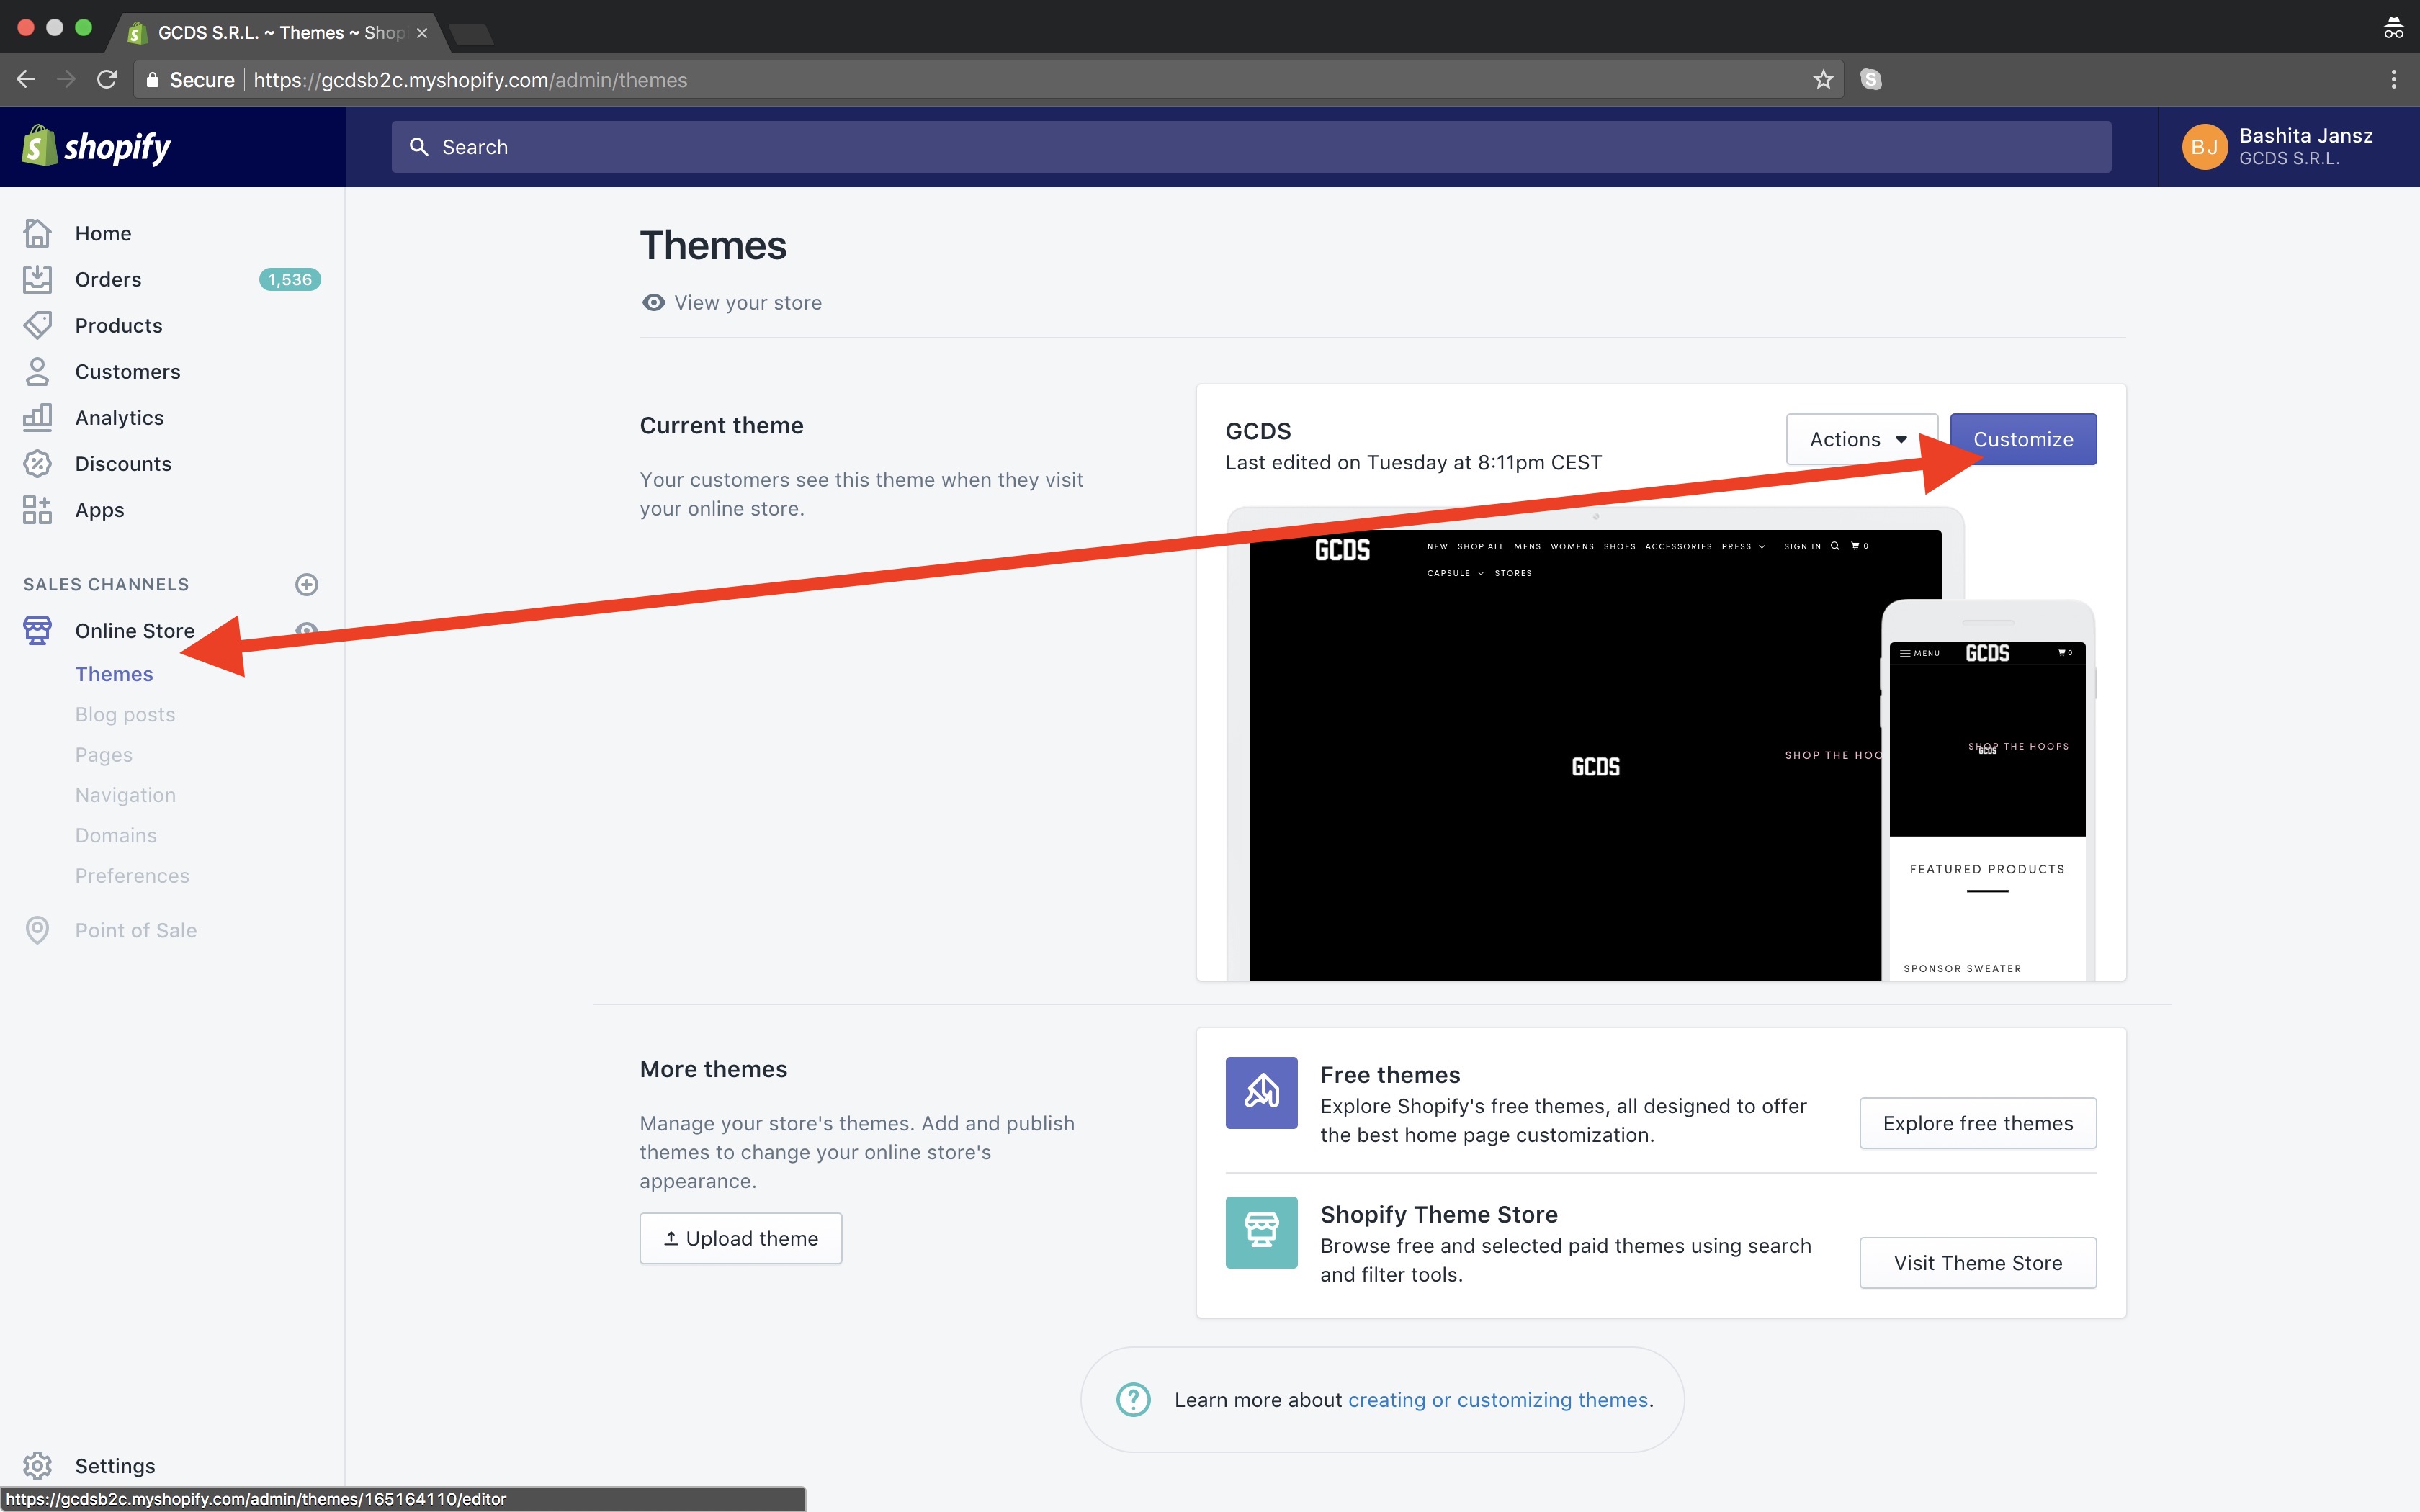 GCDS S.R.L. ~ Themes ~ Shop
Secure
https://gcdsb2c.myshopify.com/admin/themes
shopify
Search
BJ
Bashita Jansz
GCDS S.R.L.
Home
Orders
1,536
Products
Customers
Analytics
Discounts
Apps
SALES CHANNELS
Online Store
Themes
Blog posts
Pages
Navigation
Domains
Preferences
Point of Sale
Settings
https://gcdsb2c.myshopify.com/admin/themes/165164110/editor
Themes
View your store
Current theme
Your customers see this theme when they visit
your online store.
GCDS
Last edited on Tuesday at 8:11pm CEST
Actions
Customize
GCDS
NEW SHOP ALL MENS WOMENS SHOES ACCESSORIES PRESS SIGN IN 0
CAPSULE STORES
GCDS
SHOP THE HOO
MENU
GCDS
0
SHOP THE HOOPS
GCDS
FEATURED PRODUCTS
SPONSOR SWEATER
More themes
Manage your store's themes. Add and publish
themes to change your online store's
appearance.
Upload theme
Free themes
Explore Shopify's free themes, all designed to offer
the best home page customization.
Explore free themes
Shopify Theme Store
Browse free and selected paid themes using search
and filter tools.
Visit Theme Store
Learn more about creating or customizing themes.